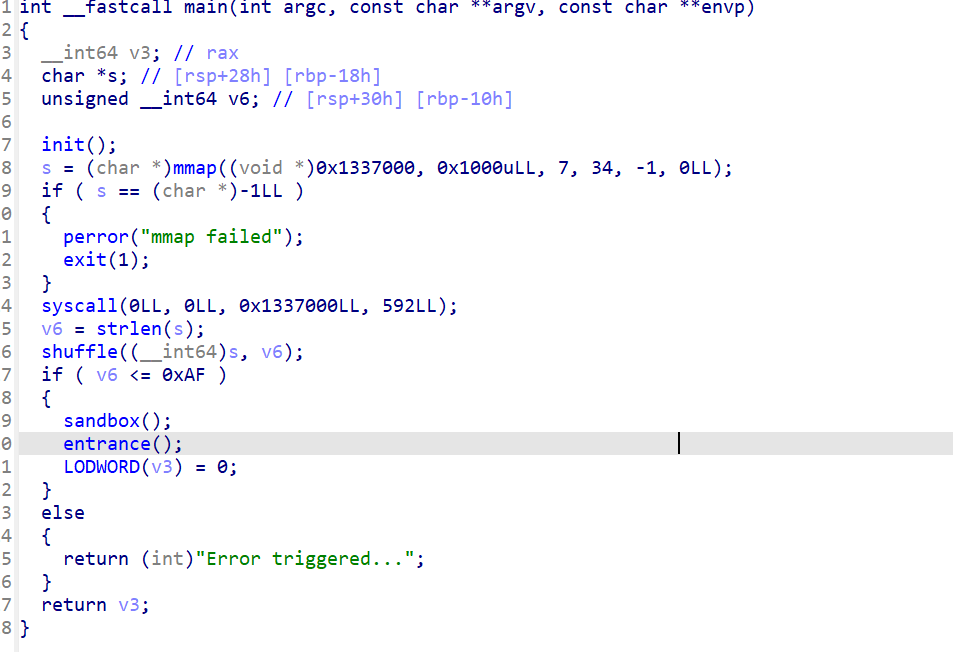 1 int __fastcall main(int argc, const char **argv, const char **envp)
2 {
3   __int64 v3; // rax
4   char *s; // [rsp+28h] [rbp-18h]
5   unsigned __int64 v6; // [rsp+30h] [rbp-10h]
6
7   init();
8   s = (char *)mmap((void *)0x1337000, 0x1000uLL, 7, 34, -1, 0LL);
9   if ( s == (char *)-1LL )
0   {
1     perror("mmap failed");
2     exit(1);
3   }
4   syscall(0LL, 0LL, 0x1337000LL, 592LL);
5   v6 = strlen(s);
6   shuffle((__int64)s, v6);
7   if ( v6 <= 0xAF )
8   {
9     sandbox();
0     entrance();
1     LODWORD(v3) = 0;
2   }
3   else
4   {
5     return (int)"Error triggered...";
6   }
7   return v3;
8 }